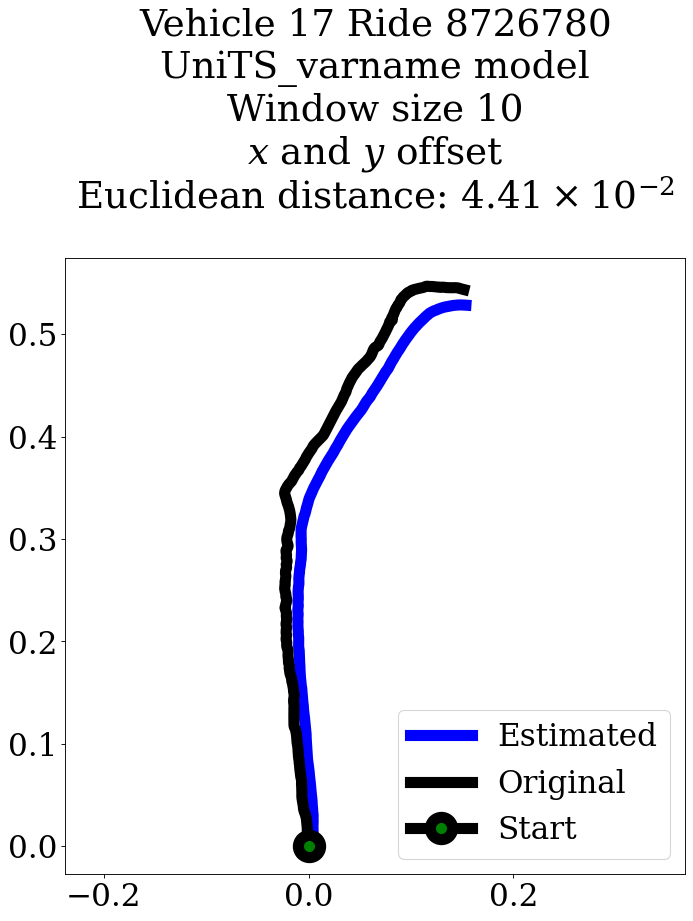 Vehicle 17 Ride 8726780
UniTS_varname model
Window size 10
x and y offset
Euclidean distance: 4.41 × 10⁻²
0.5
0.4
0.3
0.2
0.1
0.0
−0.2
0.0
0.2
Estimated
Original
Start